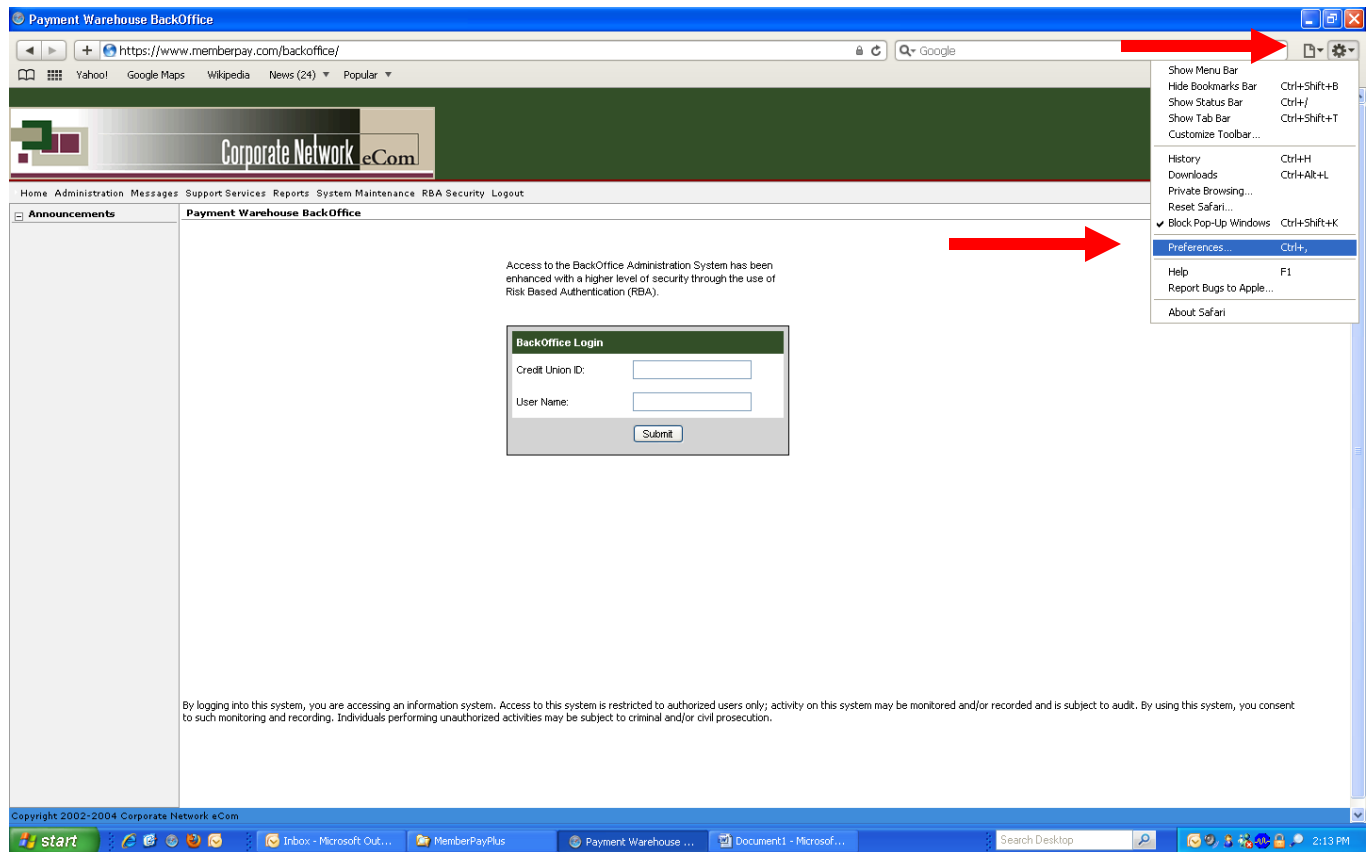 Payment Warehouse BackOffice
https://www.memberpay.com/backoffice/
Google
Yahoo! Google Maps Wikipedia News (24) ▼ Popular ▼
Show Menu Bar
Hide Bookmarks Bar Ctrl+Shift+B
Show Status Bar Ctrl+/
Show Tab Bar Ctrl+Shift+T
Customize Toolbar...
History Ctrl+H
Downloads Ctrl+Alt+L
Private Browsing...
Reset Safari...
✓ Block Pop-Up Windows Ctrl+Shift+K
Preferences... Ctrl+,
Help F1
Report Bugs to Apple...
About Safari
Corporate Network eCom
Home Administration Messages Support Services Reports System Maintenance RBA Security Logout
Announcements
Payment Warehouse BackOffice
Access to the BackOffice Administration System has been
enhanced with a higher level of security through the use of
Risk Based Authentication (RBA).
BackOffice Login
Credit Union ID:
User Name:
Submit
By logging into this system, you are accessing an information system. Access to this system is restricted to authorized users only; activity on this system may be monitored and/or recorded and is subject to audit. By using this system, you consent
to such monitoring and recording. Individuals performing unauthorized activities may be subject to criminal and/or civil prosecution.
Copyright 2002-2004 Corporate Network eCom
start Inbox - Microsoft Out... MemberPayPlus Payment Warehouse ... Document1 - Microsof... Search Desktop 2:13 PM